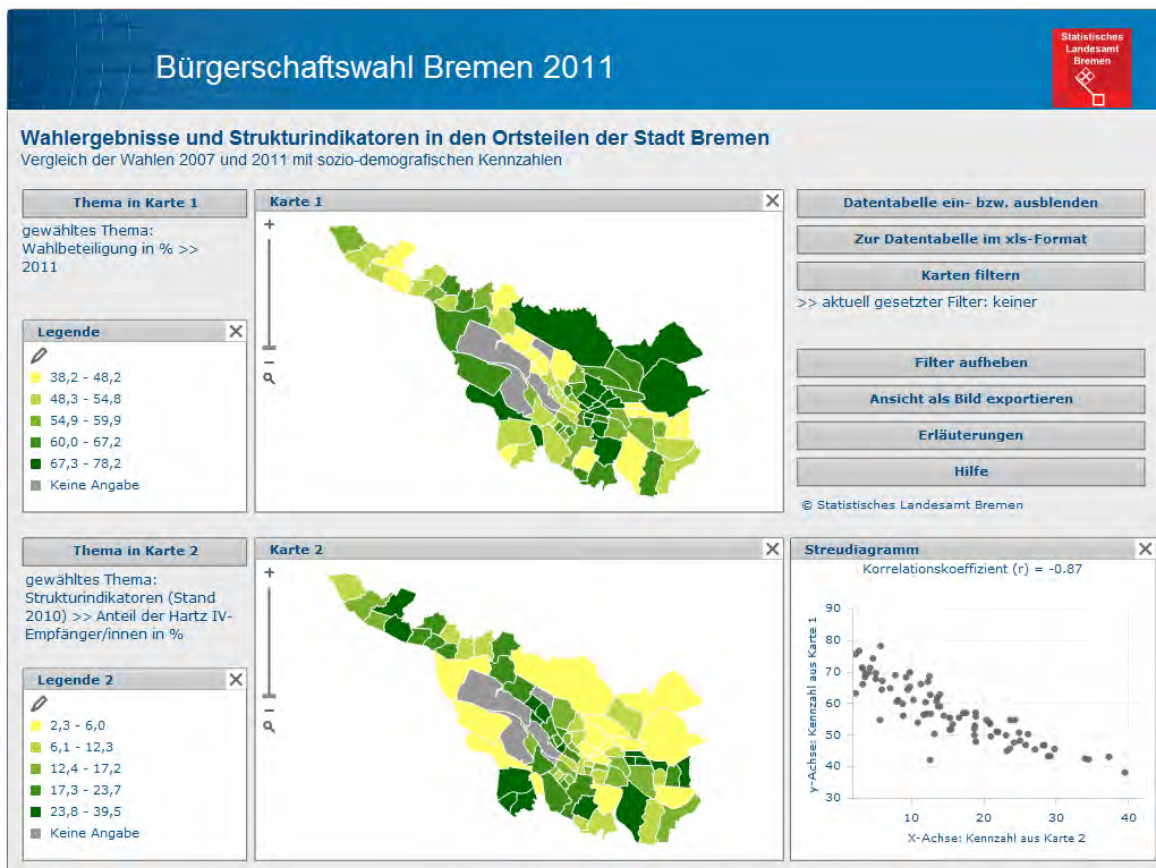 Bürgerschaftswahl Bremen 2011
Statistisches
Landesamt
Bremen
Wahlergebnisse und Strukturindikatoren in den Ortsteilen der Stadt Bremen
Vergleich der Wahlen 2007 und 2011 mit sozio-demografischen Kennzahlen
Thema in Karte 1
gewähltes Thema:
Wahlbeteiligung in % >>
2011
Legende
38,2 - 48,2
48,3 - 54,8
54,9 - 59,9
60,0 - 67,2
67,3 - 78,2
Keine Angabe
Karte 1
Datentabelle ein- bzw. ausblenden
Zur Datentabelle im xls-Format
Karten filtern
>> aktuell gesetzter Filter: keiner
Filter aufheben
Ansicht als Bild exportieren
Erläuterungen
Hilfe
© Statistisches Landesamt Bremen
Thema in Karte 2
gewähltes Thema:
Strukturindikatoren (Stand
2010) >> Anteil der Hartz IV-
Empfänger/innen in %
Legende 2
2,3 - 6,0
6,1 - 12,3
12,4 - 17,2
17,3 - 23,7
23,8 - 39,5
Keine Angabe
Karte 2
Streudiagramm
Korrelationskoeffizient (r) = -0.87
y-Achse: Kennzahl aus Karte 1
90
80
70
60
50
40
30
10 20 30 40
X-Achse: Kennzahl aus Karte 2